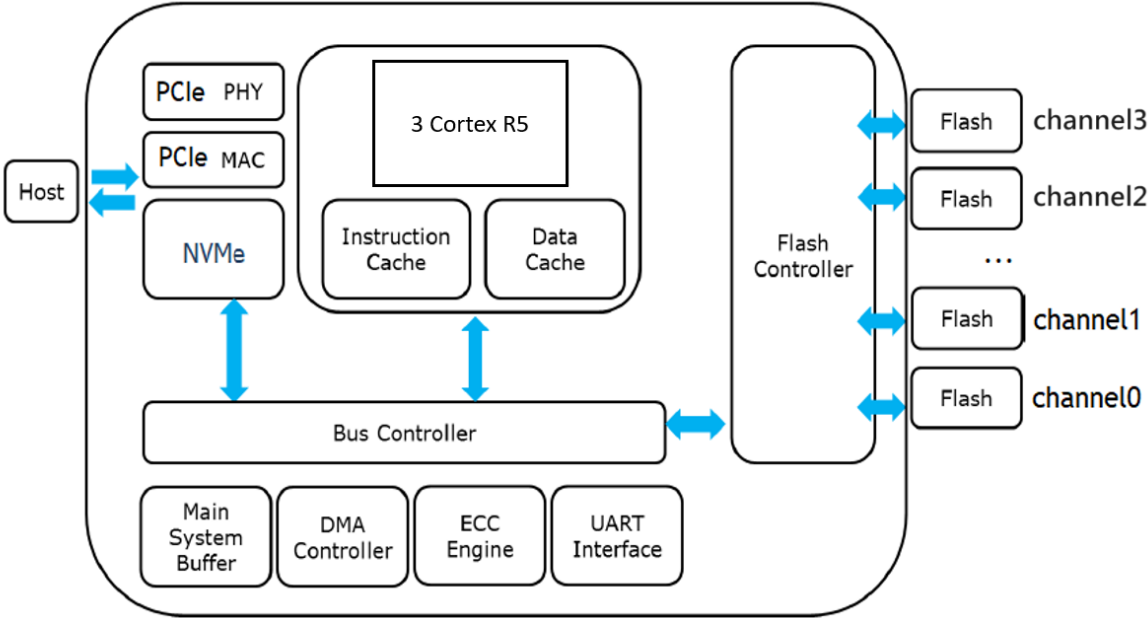 PCIe PHY
PCIe MAC
NVMe
Host
3 Cortex R5
Instruction
Cache
Data
Cache
Flash
Controller
Flash channel3
Flash channel2
...
Flash channel1
Flash channel0
Bus Controller
Main
System
Buffer
DMA
Controller
ECC
Engine
UART
Interface